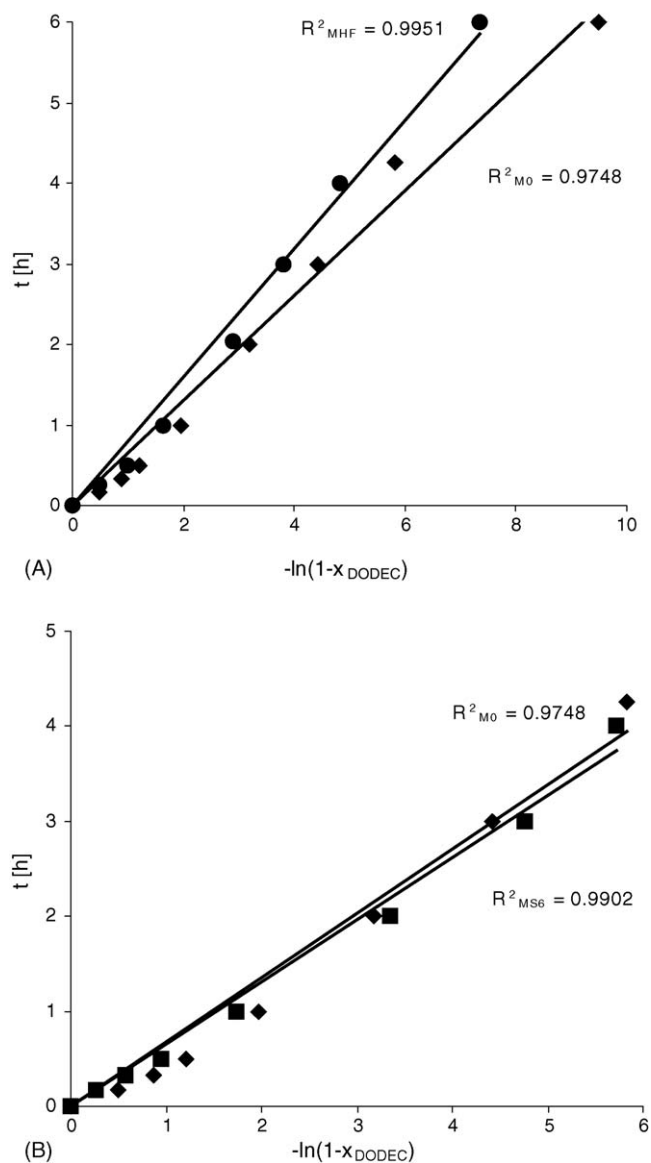 6
R²MHF = 0.9951
5
4
R²M0 = 0.9748
t [h]
3
2
1
0
0 2 4 6 8 10
(A)
-ln(1-xDODEC)
5
R²M0 = 0.9748
4
t [h]
3
R²MS6 = 0.9902
2
1
0
0 1 2 3 4 5 6
(B)
-ln(1-xDODEC)